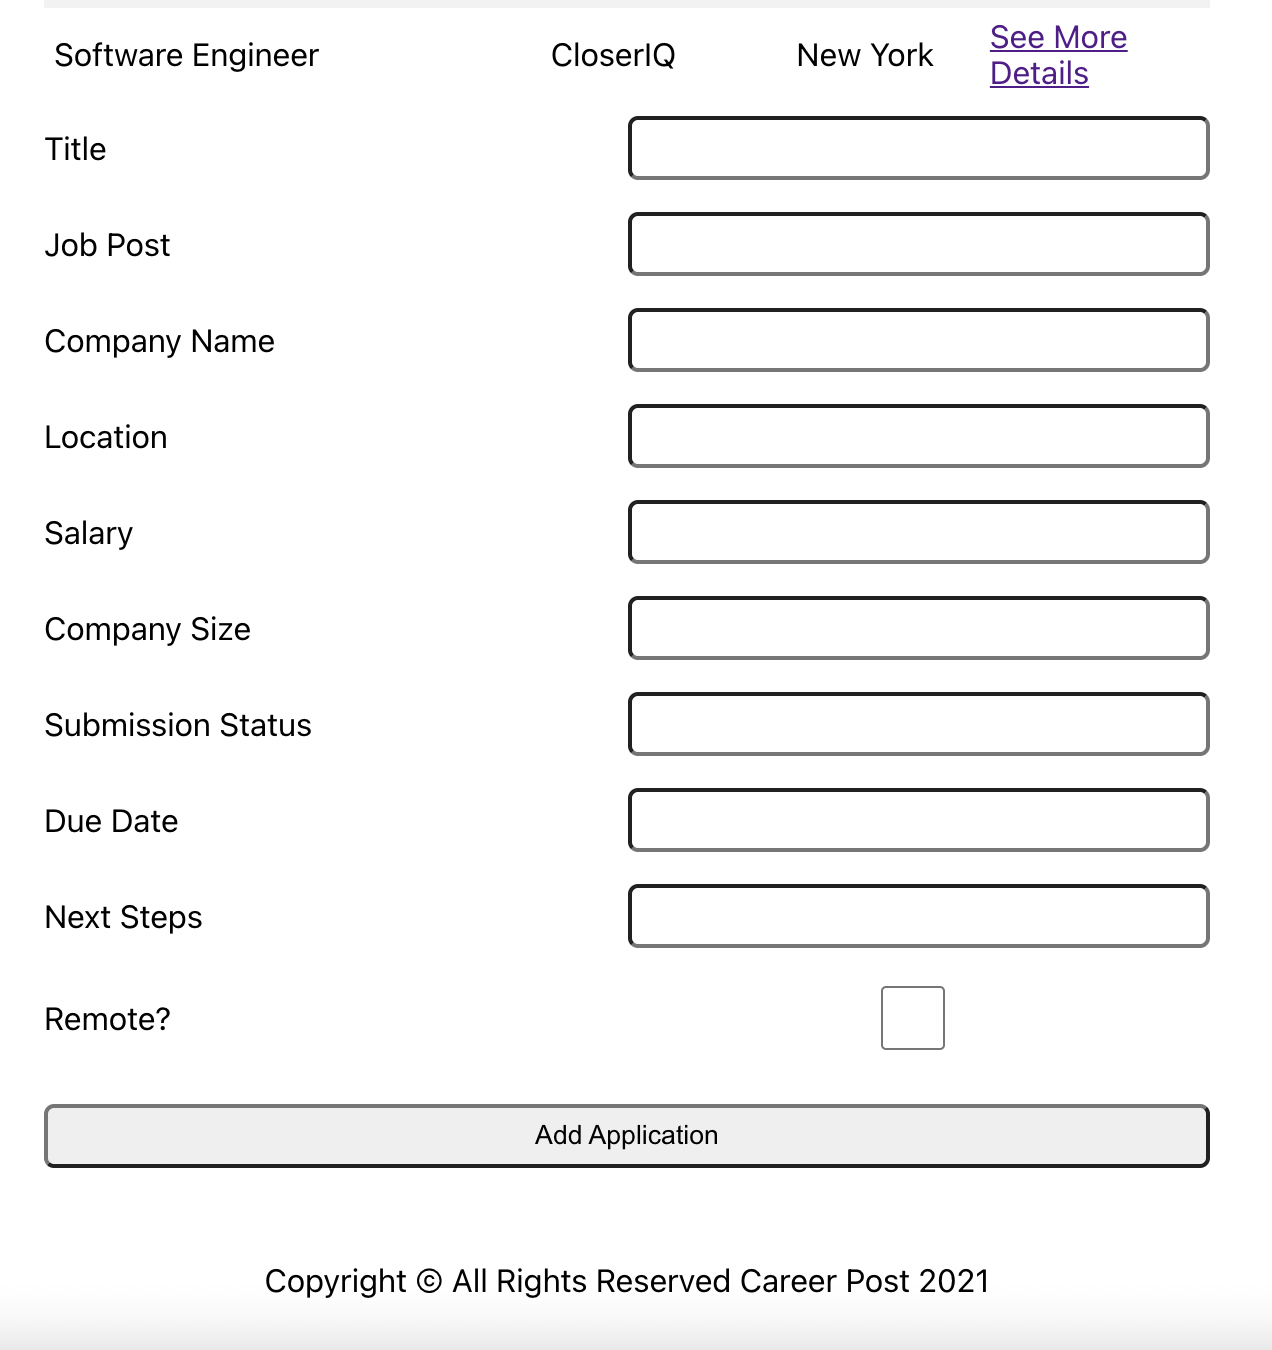 Software Engineer CloserIQ New York See More
Details
Title
Job Post
Company Name
Location
Salary
Company Size
Submission Status
Due Date
Next Steps
Remote?
Add Application
Copyright © All Rights Reserved Career Post 2021